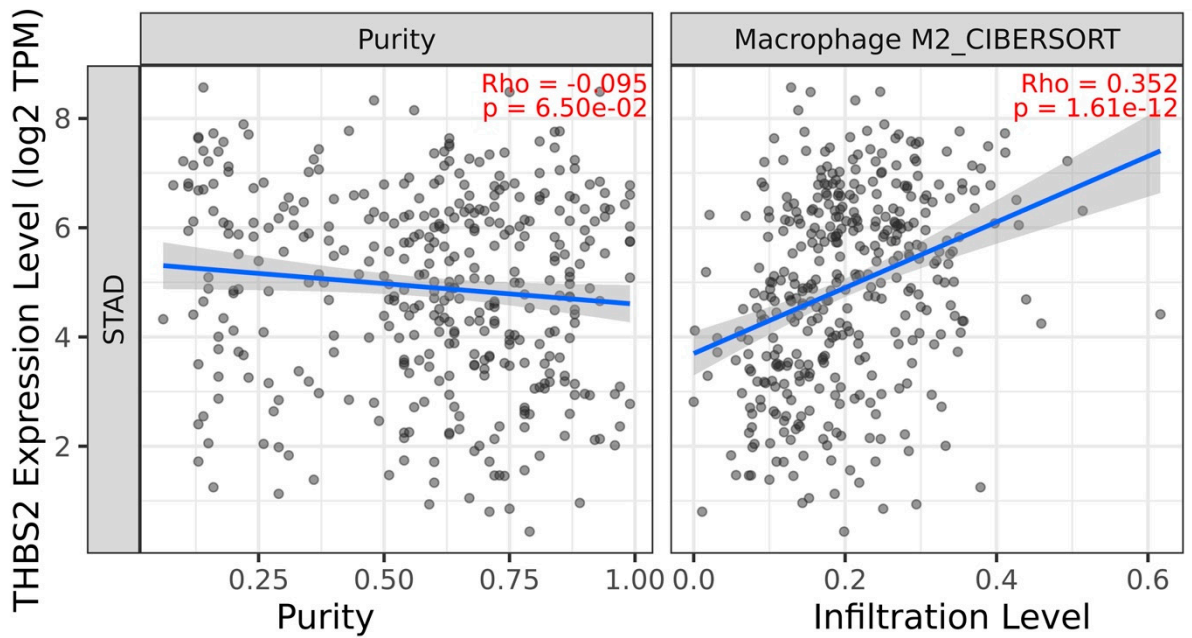 Purity
Macrophage M2_CIBERSORT
Rho = -0.095
p = 6.50e-02
Rho = 0.352
p = 1.61e-12
THBS2 Expression Level (log2 TPM)
STAD
8
6
4
2
0.25
0.50
0.75
1.00
0.0
0.2
0.4
0.6
Purity
Infiltration Level